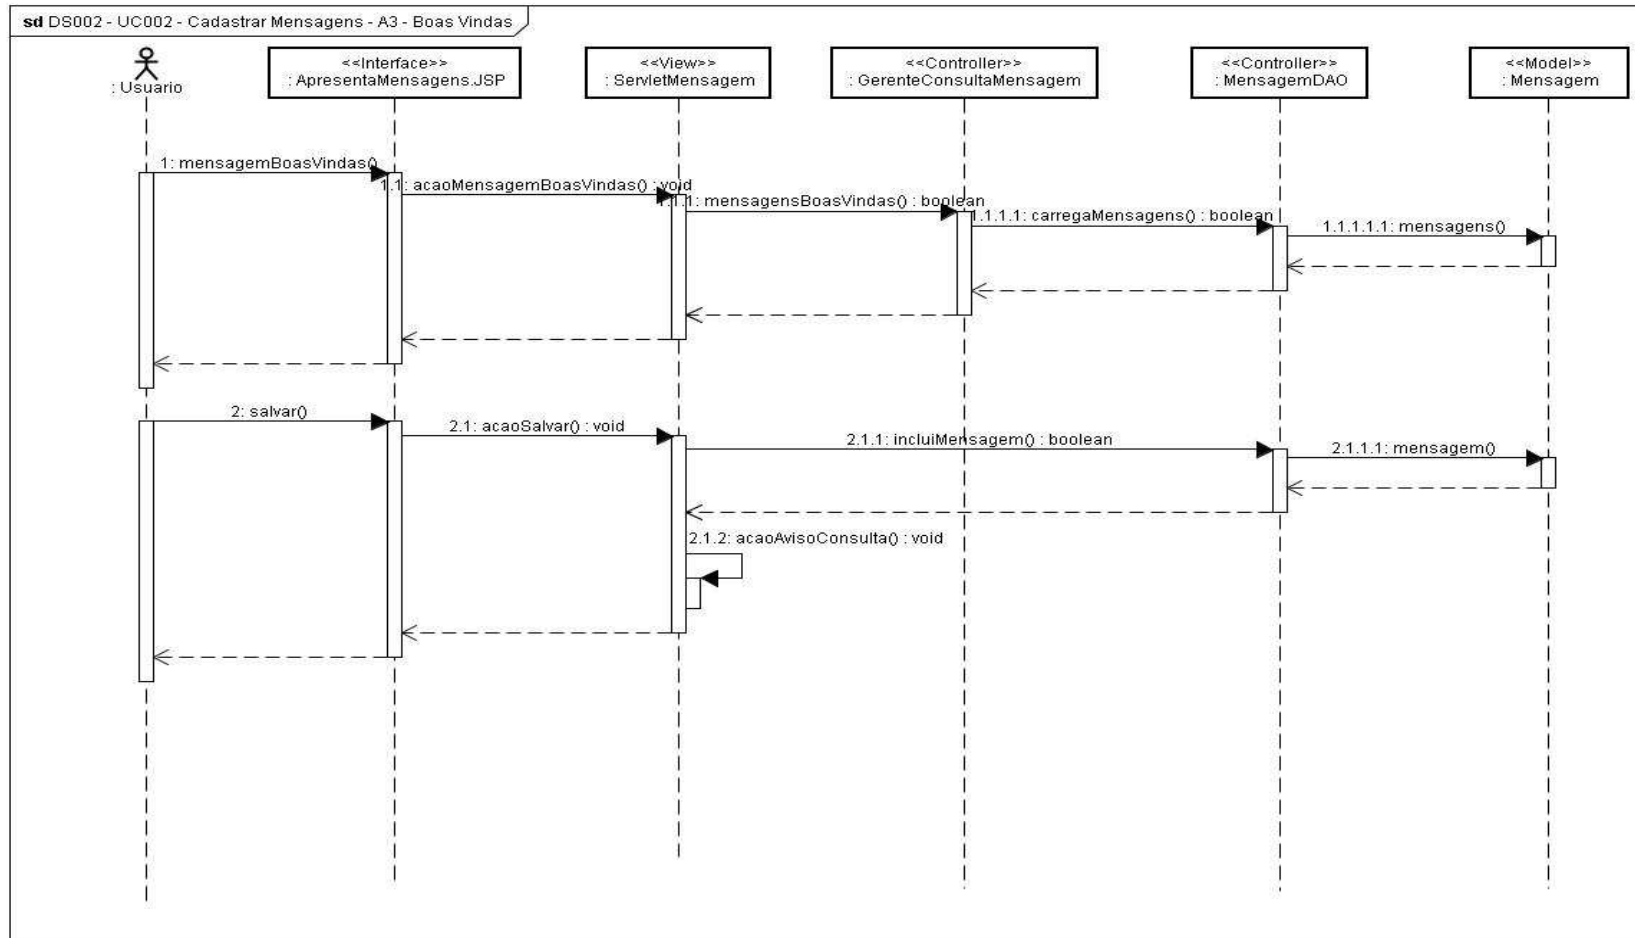 sd DS002 - UC002 - Cadastrar Mensagens - A3 - Boas Vindas
: Usuario
<<Interface>>
: ApresentaMensagens.JSP
<<View>>
: ServletMensagem
<<Controller>>
: GerenteConsultaMensagem
<<Controller>>
: MensagemDAO
<<Model>>
: Mensagem
1: mensagemBoasVindas()
1.1: acaoMensagemBoasVindas() : void
1.1.1: mensagensBoasVindas() : boolean
1.1.1.1: carregaMensagens() : boolean
1.1.1.1.1: mensagens()
2: salvar()
2.1: acaoSalvar() : void
2.1.1: incluiMensagem() : boolean
2.1.1.1: mensagem()
2.1.2: acaoAvisoConsulta() : void